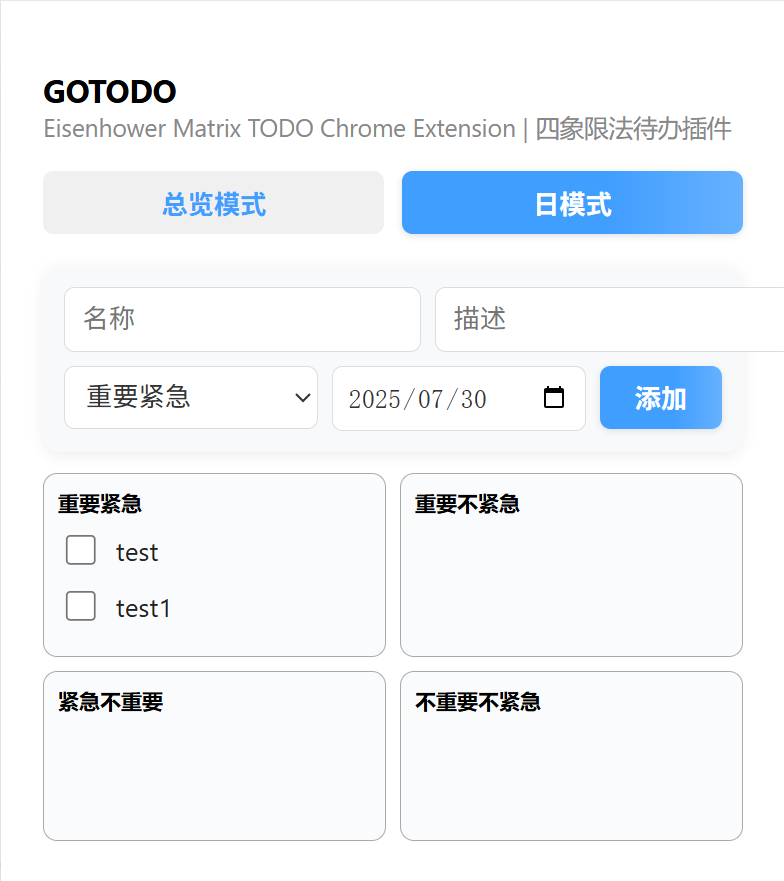 GOTODO
Eisenhower Matrix TODO Chrome Extension | 四象限法待办插件
总览模式 日模式
名称 描述
重要紧急 2025/07/30 添加
重要紧急 重要不紧急
test
test1
紧急不重要 不重要不紧急